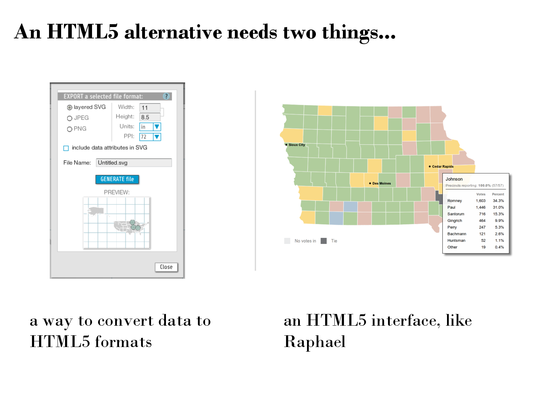 An HTML5 alternative needs two things...
EXPORT a selected file format: ?
layered SVG
JPEG
PNG
Width: 11
Height: 8.5
Units: in
PPI: 72
include data attributes in SVG
File Name: Untitled.svg
GENERATE file
PREVIEW:
Close
Sioux City
Cedar Rapids
Des Moines
Johnson
Votes Percent
Romney 1,603 34.3%
Paul 1,446 31.0%
Santorum 716 15.3%
Gingrich 464 9.9%
Perry 247 5.3%
Bachmann 121 2.6%
Huntsman 52 1.1%
Other 19 0.4%
No votes in Tie
a way to convert data to
HTML5 formats
an HTML5 interface, like
Raphael